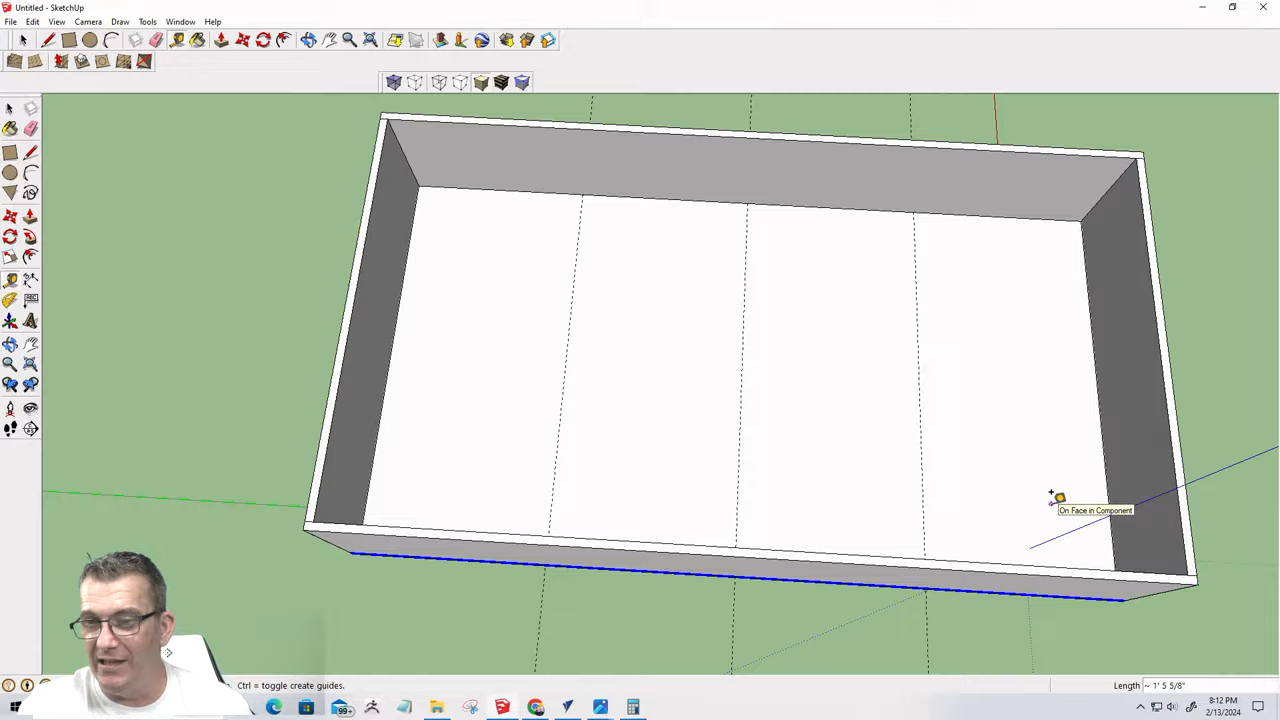 Untitled - SketchUp
File Edit View Camera Draw Tools Window Help
On Face in Component
Ctrl = toggle create guides.
Length ~ 1' 5 5/8"
99+
8:12 PM
2/13/2024